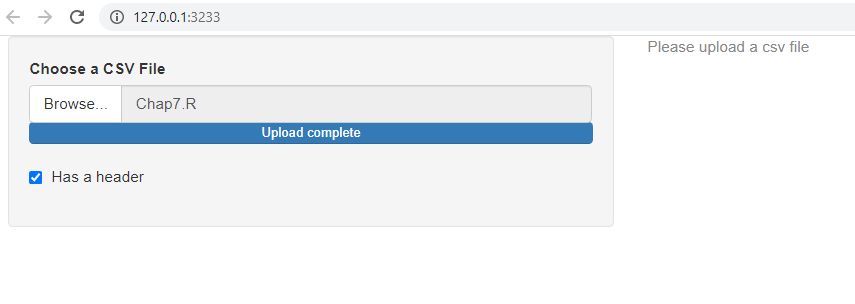 127.0.0.1:3233
Please upload a csv file
Choose a CSV File
Browse... Chap7.R
Upload complete
Has a header